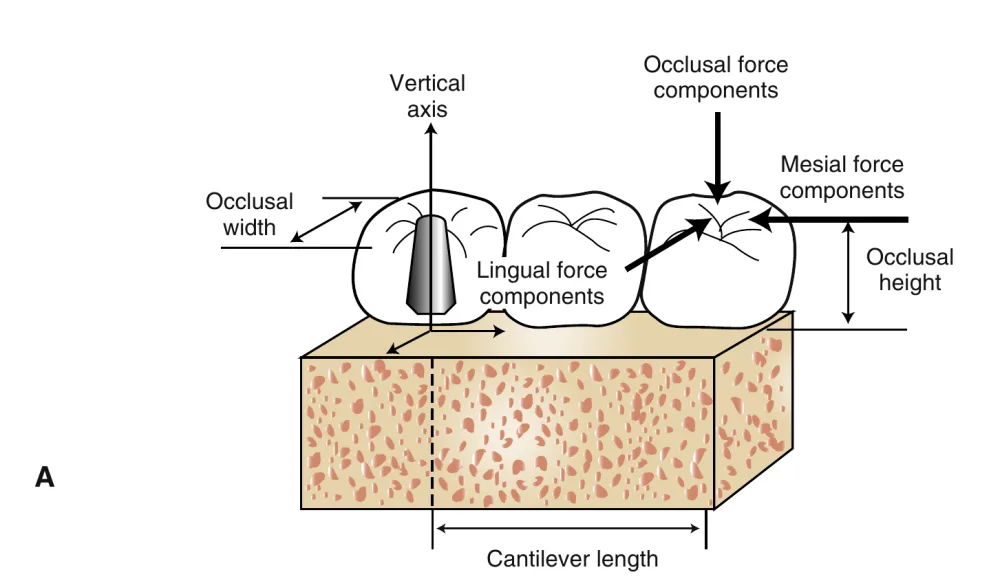 Occlusal force
components
Vertical
axis
Mesial force
components
Occlusal
width
Occlusal
height
Lingual force
components
A
Cantilever length